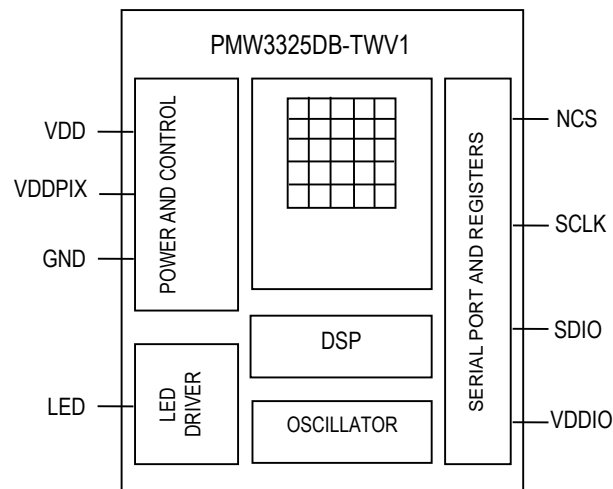 PMW3325DB-TWV1
VDD
VDDPIX
GND
LED
POWER AND CONTROL
LED
DRIVER
DSP
OSCILLATOR
SERIAL PORT AND REGISTERS
NCS
SCLK
SDIO
VDDIO